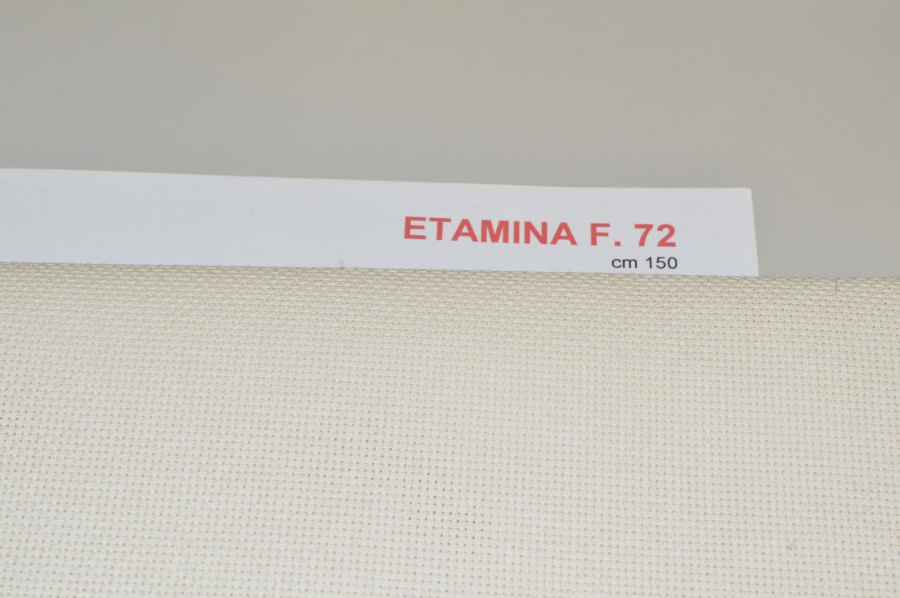 ETAMINA F. 72
cm 150